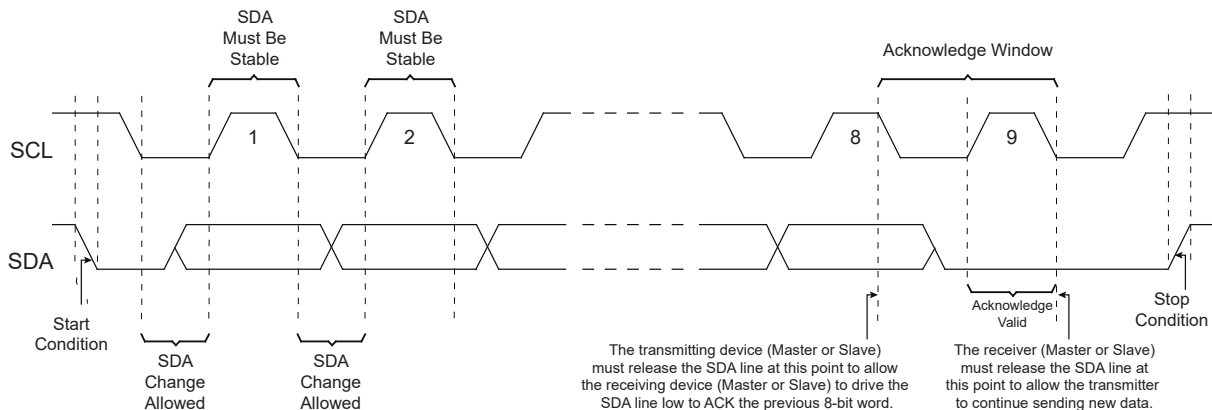 SDA
Must Be
Stable
SDA
Must Be
Stable
Acknowledge Window
SCL
1
2
8
9
SDA
Start
Condition
SDA
Change
Allowed
SDA
Change
Allowed
Acknowledge
Valid
Stop
Condition
The transmitting device (Master or Slave)
must release the SDA line at this point to allow
the receiving device (Master or Slave) to drive the
SDA line low to ACK the previous 8-bit word.
The receiver (Master or Slave)
must release the SDA line at
this point to allow the transmitter
to continue sending new data.